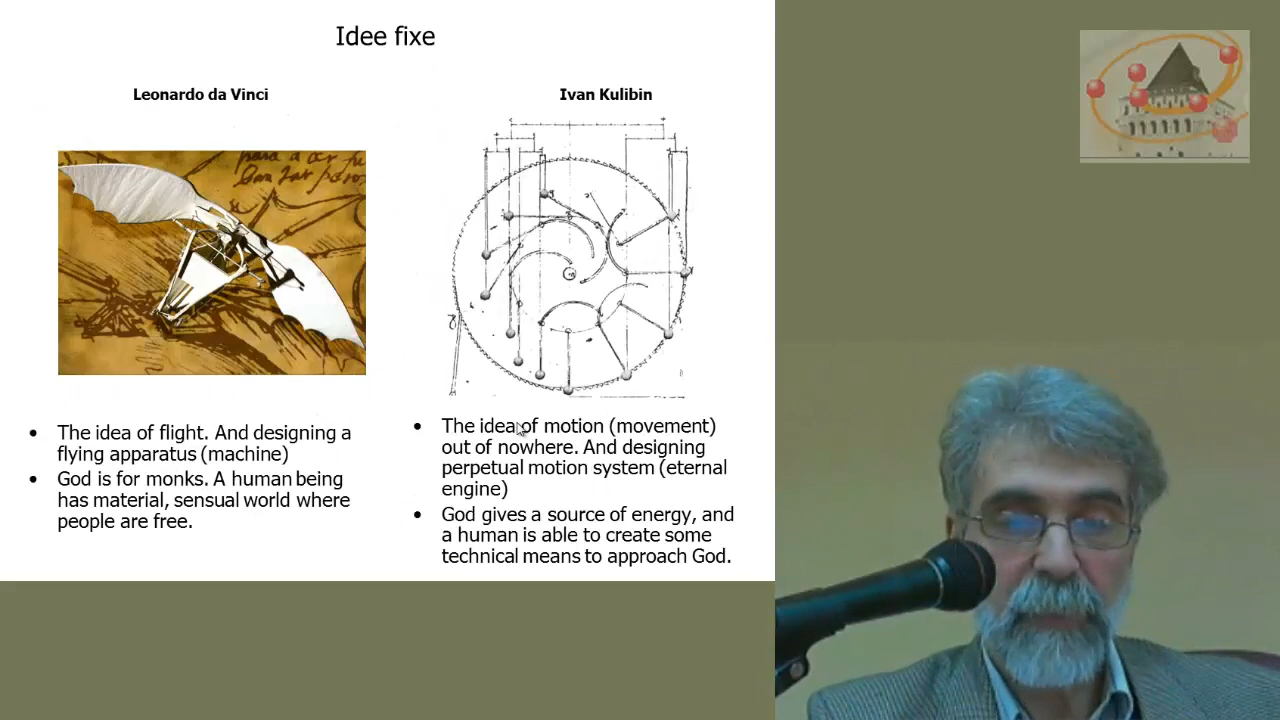 Idee fixe
Leonardo da Vinci
• The idea of flight. And designing a
flying apparatus (machine)
• God is for monks. A human being
has material, sensual world where
people are free.
Ivan Kulibin
• The idea of motion (movement)
out of nowhere. And designing
perpetual motion system (eternal
engine)
• God gives a source of energy, and
a human is able to create some
technical means to approach God.